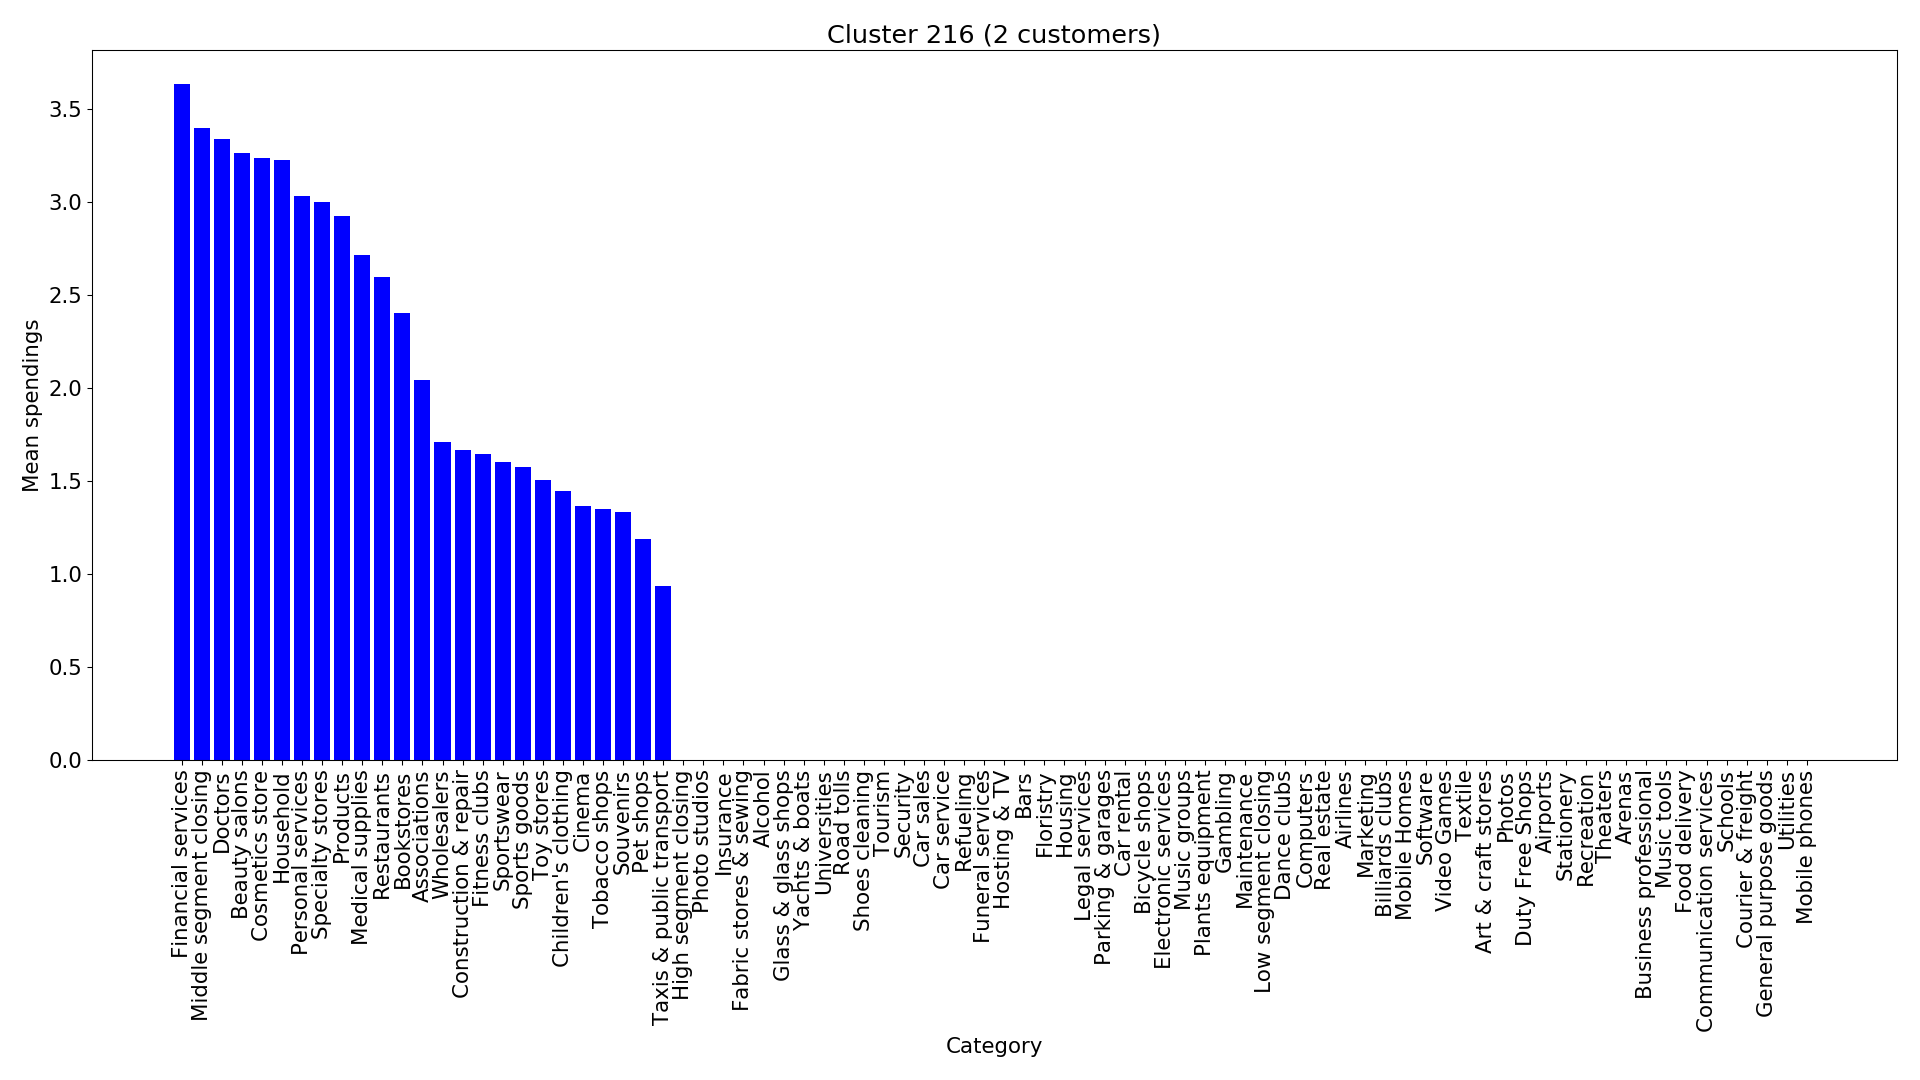 Cluster 216 (2 customers)
Mean spendings
3.5
3.0
2.5
2.0
1.5
1.0
0.5
0.0
Financial services
Middle segment closing
Doctors
Beauty salons
Cosmetics store
Household
Personal services
Specialty stores
Products
Medical supplies
Restaurants
Bookstores
Associations
Wholesalers
Construction & repair
Fitness clubs
Sportswear
Sports goods
Toy stores
Children's clothing
Cinema
Tobacco shops
Souvenirs
Pet shops
Taxis & public transport
High segment closing
Photo studios
Insurance
Fabric stores & sewing
Alcohol
Glass & glass shops
Yachts & boats
Universities
Road tolls
Shoes cleaning
Tourism
Security
Car sales
Car service
Refueling
Funeral services
Hosting & TV
Bars
Floristry
Housing
Legal services
Parking & garages
Car rental
Bicycle shops
Electronic services
Music groups
Plants equipment
Gambling
Maintenance
Low segment closing
Dance clubs
Computers
Real estate
Airlines
Marketing
Billiards clubs
Mobile Homes
Software
Video Games
Textile
Art & craft stores
Photos
Duty Free Shops
Airports
Stationery
Recreation
Theaters
Arenas
Business professional
Music tools
Food delivery
Communication services
Schools
Courier & freight
General purpose goods
Utilities
Mobile phones
Category